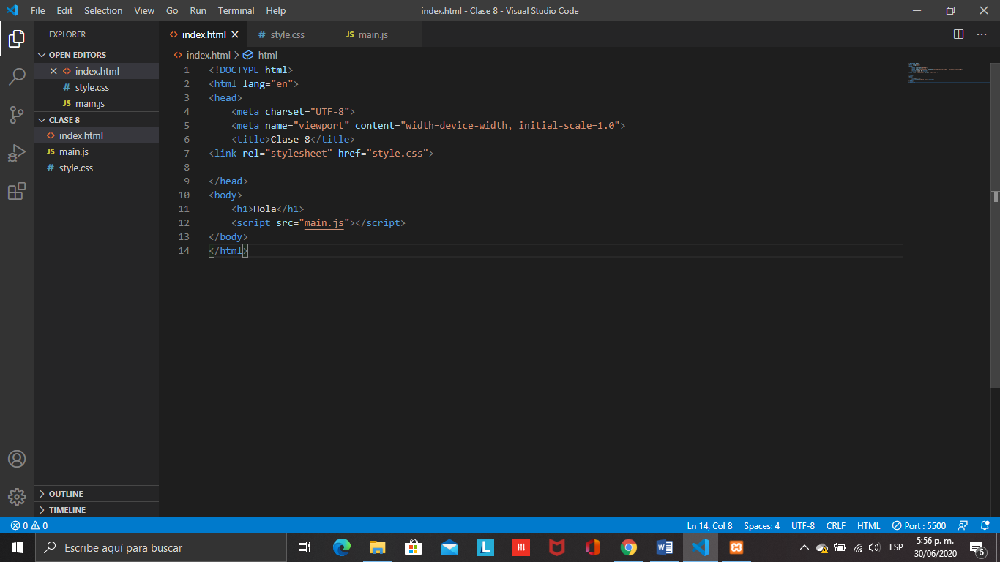 File Edit Selection View Go Run Terminal Help
index.html - Clase 8 - Visual Studio Code
EXPLORER
OPEN EDITORS
index.html
style.css
JS main.js
CLASE 8
index.html
JS main.js
# style.css
OUTLINE
TIMELINE
index.html
# style.css
JS main.js
index.html > html
1 <!DOCTYPE html>
2 <html lang="en">
3 <head>
4 <meta charset="UTF-8">
5 <meta name="viewport" content="width=device-width, initial-scale=1.0">
6 <title>Clase 8</title>
7 <link rel="stylesheet" href="style.css">
8
9 </head>
10 <body>
11 <h1>Hola</h1>
12 <script src="main.js"></script>
13 </body>
14 </html>
0 0
Ln 14, Col 8 Spaces: 4 UTF-8 CRLF HTML Port : 5500
Escribe aquí para buscar
L
W
ESP
5:56 p. m.
30/06/2020
6